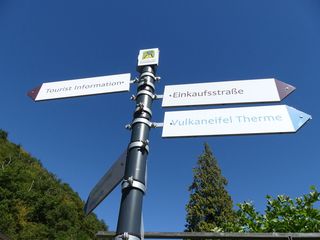 Tourist Information
Einkaufsstraße
Vulkaneifel Therme